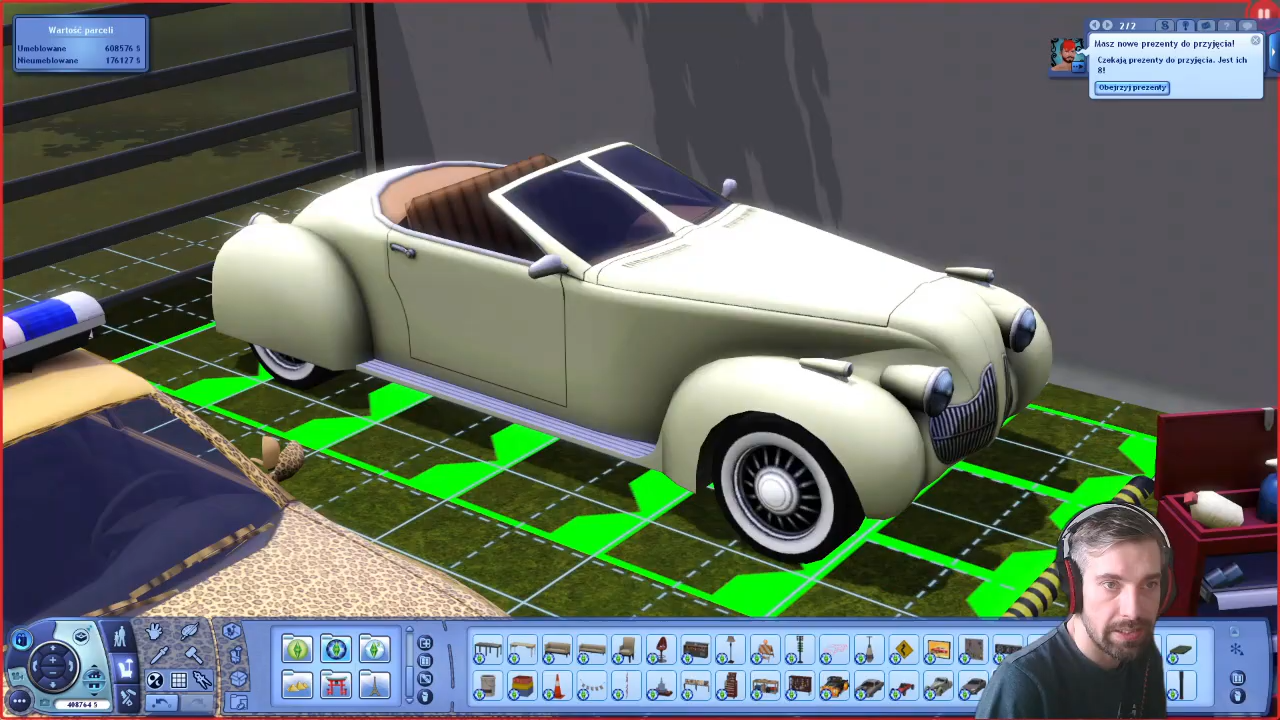 Wartość parceli
Umeblowane 608576 $
Nieumeblowane 176127 $
2/2
Masz nowe prezenty do przyjęcia!
Czekają prezenty do przyjęcia. Jest ich
8!
Obejrzyj prezenty
408764 $